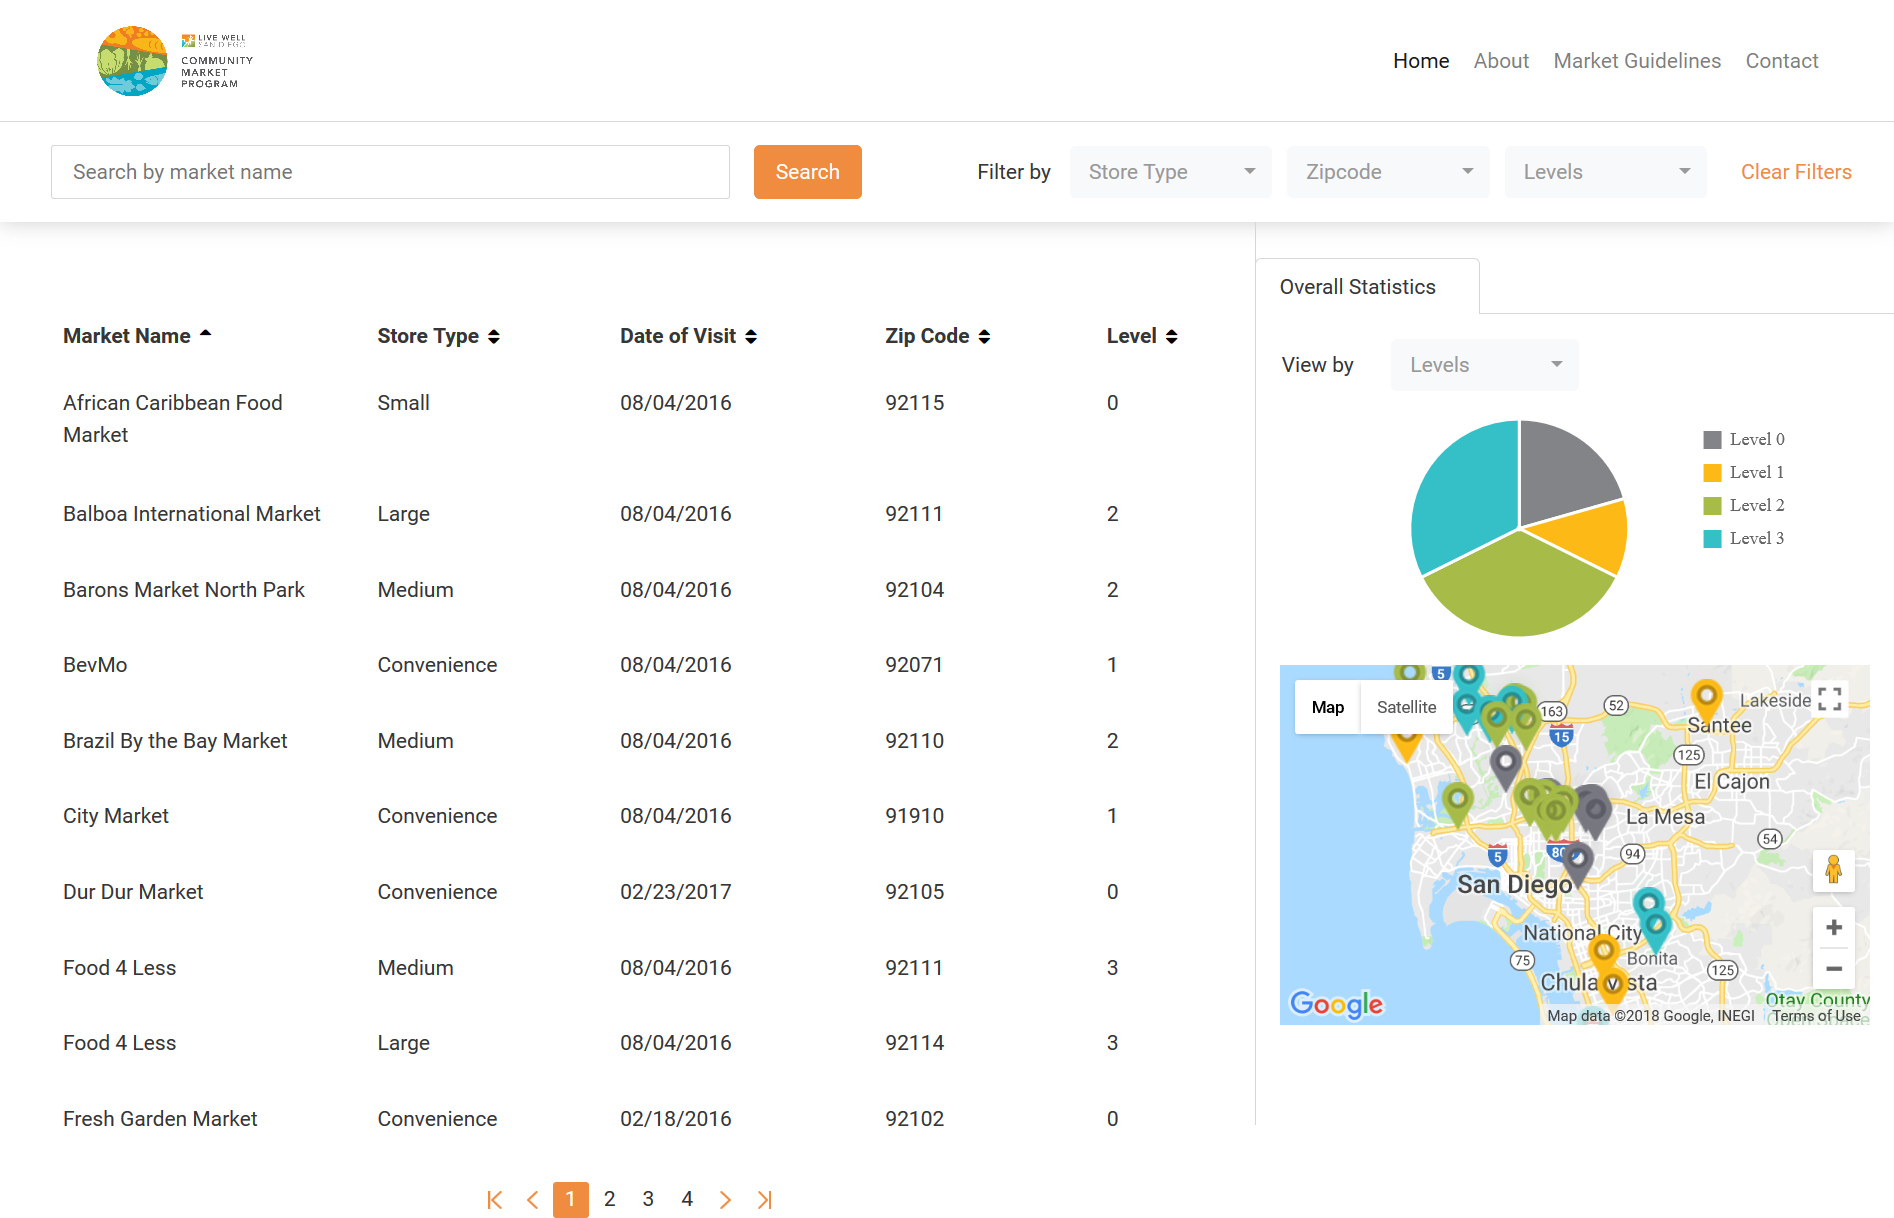 LIVE WELL
SAN DIEGO
COMMUNITY
MARKET
PROGRAM
Home About Market Guidelines Contact
Search by market name Search Filter by Store Type Zipcode Levels Clear Filters
Overall Statistics
Market Name Store Type Date of Visit Zip Code Level
View by Levels
African Caribbean Food Market Small 08/04/2016 92115 0
Balboa International Market Large 08/04/2016 92111 2
Barons Market North Park Medium 08/04/2016 92104 2
BevMo Convenience 08/04/2016 92071 1
Brazil By the Bay Market Medium 08/04/2016 92110 2
City Market Convenience 08/04/2016 91910 1
Dur Dur Market Convenience 02/23/2017 92105 0
Food 4 Less Medium 08/04/2016 92111 3
Food 4 Less Large 08/04/2016 92114 3
Fresh Garden Market Convenience 02/18/2016 92102 0
1 2 3 4
Level 0
Level 1
Level 2
Level 3
Map Satellite
5
163
52
15
Lakeside
Santee
125
El Cajon
La Mesa
54
5
94
San Diego
National City
75
Bonita
125
Chula Vista
Otay County
Google
Map data ©2018 Google, INEGI Terms of Use